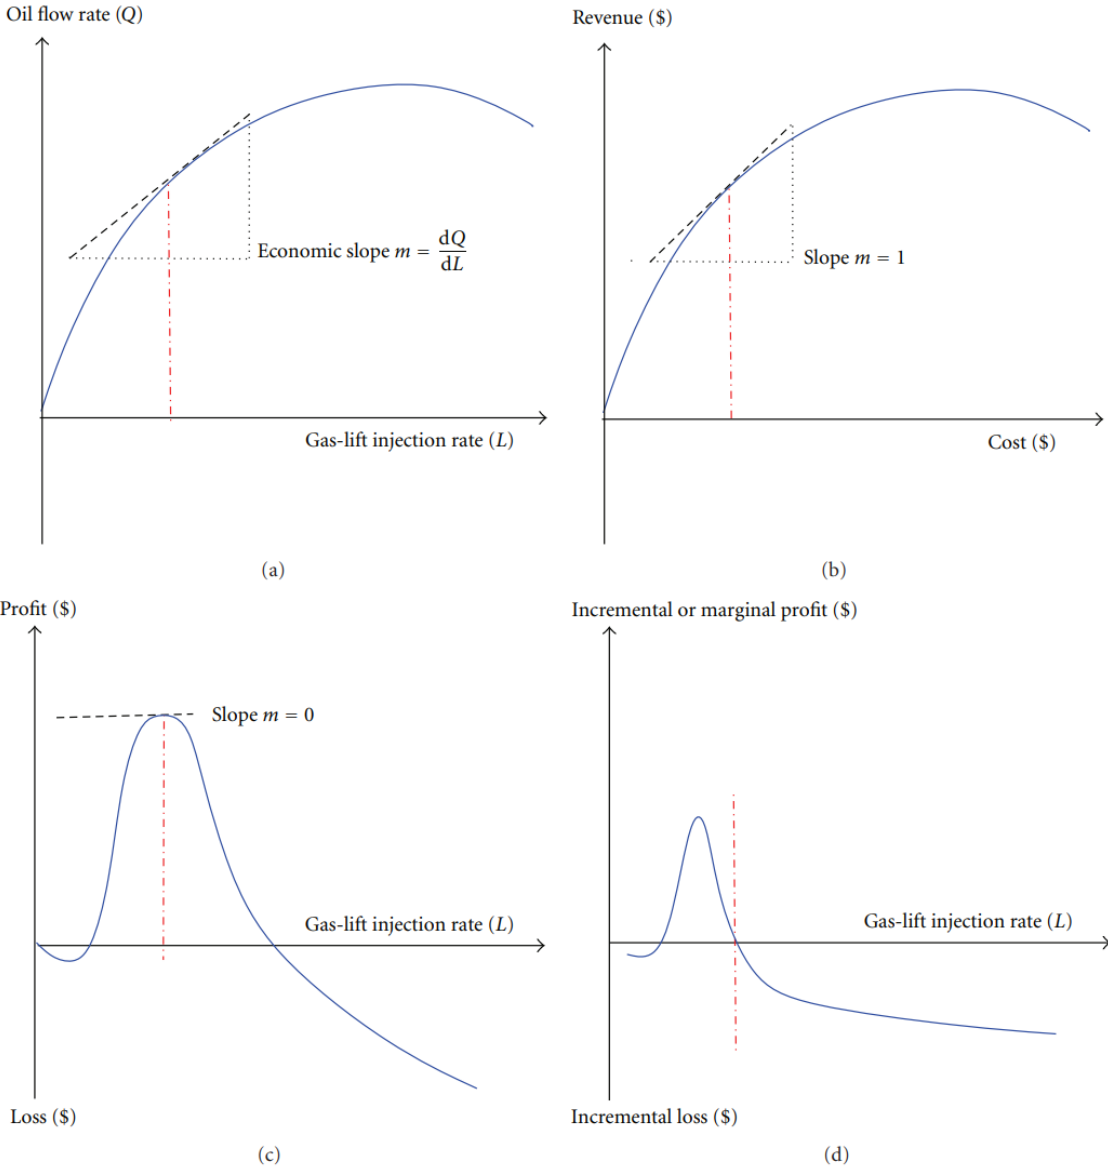 Oil flow rate (Q)
Economic slope m = dQ/dL
Gas-lift injection rate (L)
(a)
Revenue ($)
Slope m = 1
Cost ($)
(b)
Profit ($)
Slope m = 0
Gas-lift injection rate (L)
Loss ($)
(c)
Incremental or marginal profit ($)
Gas-lift injection rate (L)
Incremental loss ($)
(d)